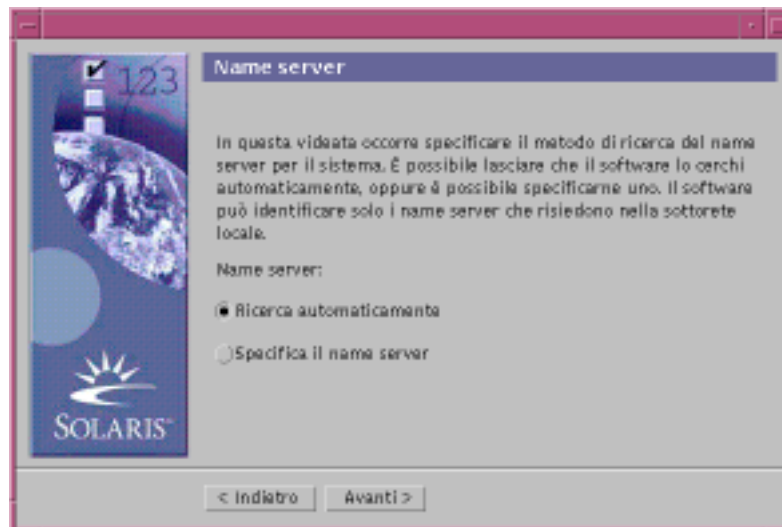 Name server
123
In questa videata occorre specificare il metodo di ricerca del name
server per il sistema. È possibile lasciare che il software lo cerchi
automaticamente, oppure è possibile specificarne uno. Il software
può identificare solo i name server che risiedono nella sottorete
locale.
Name server:
Ricerca automaticamente
Specifica il name server
SOLARIS™
< Indietro
Avanti >